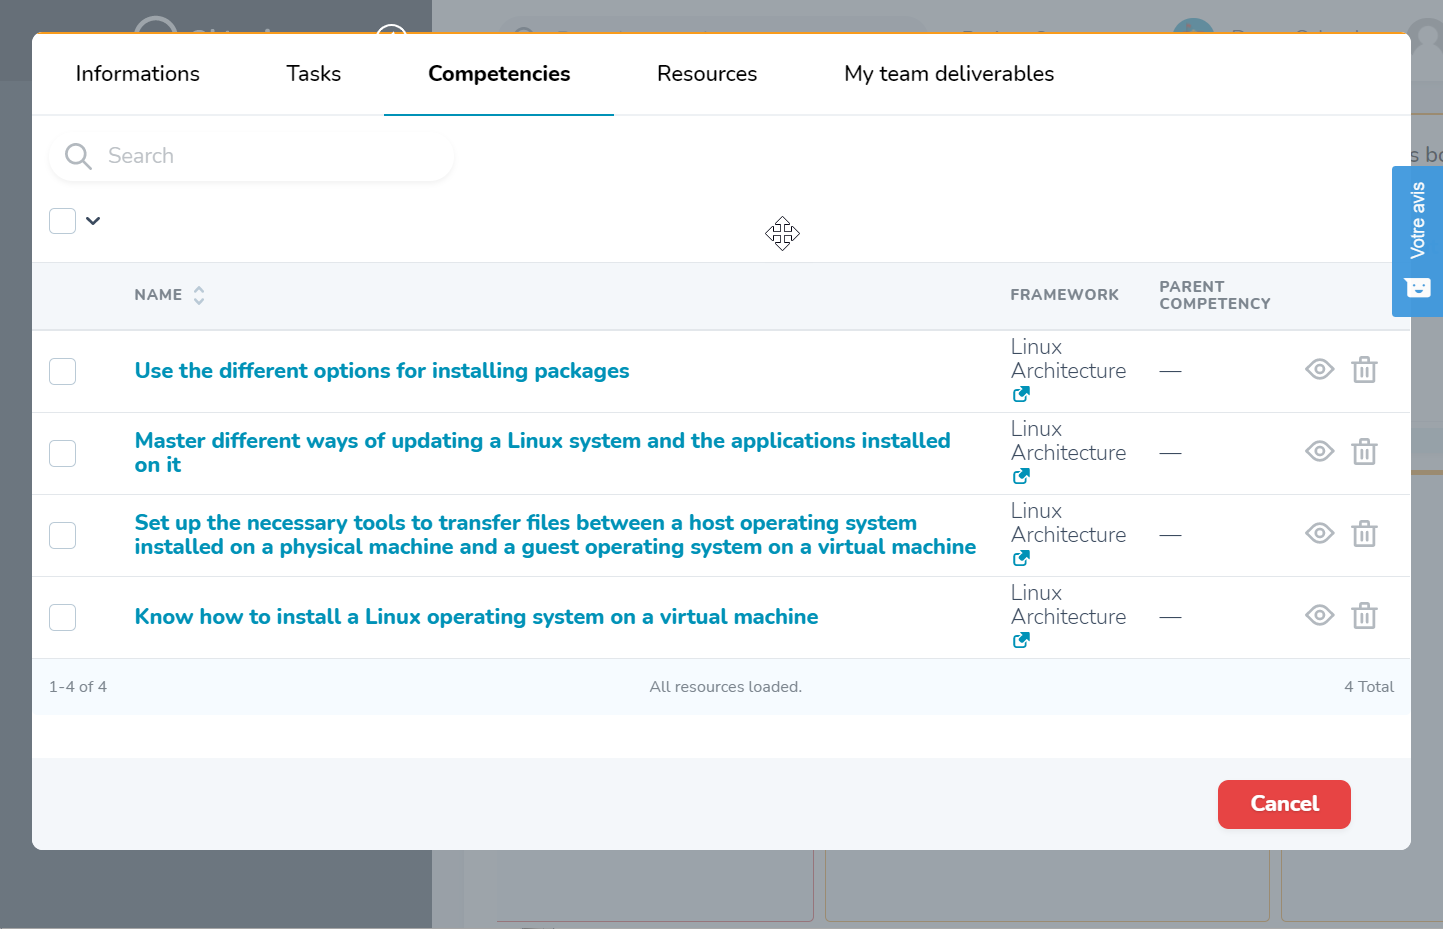 Informations
Tasks
Competencies
Resources
My team deliverables
s bo
Search
Votre avis
NAME
FRAMEWORK
PARENT
COMPETENCY
Use the different options for installing packages
Linux
Architecture
—
Master different ways of updating a Linux system and the applications installed
on it
Linux
Architecture
—
Set up the necessary tools to transfer files between a host operating system
installed on a physical machine and a guest operating system on a virtual machine
Linux
Architecture
—
Know how to install a Linux operating system on a virtual machine
Linux
Architecture
—
1-4 of 4
All resources loaded.
4 Total
Cancel